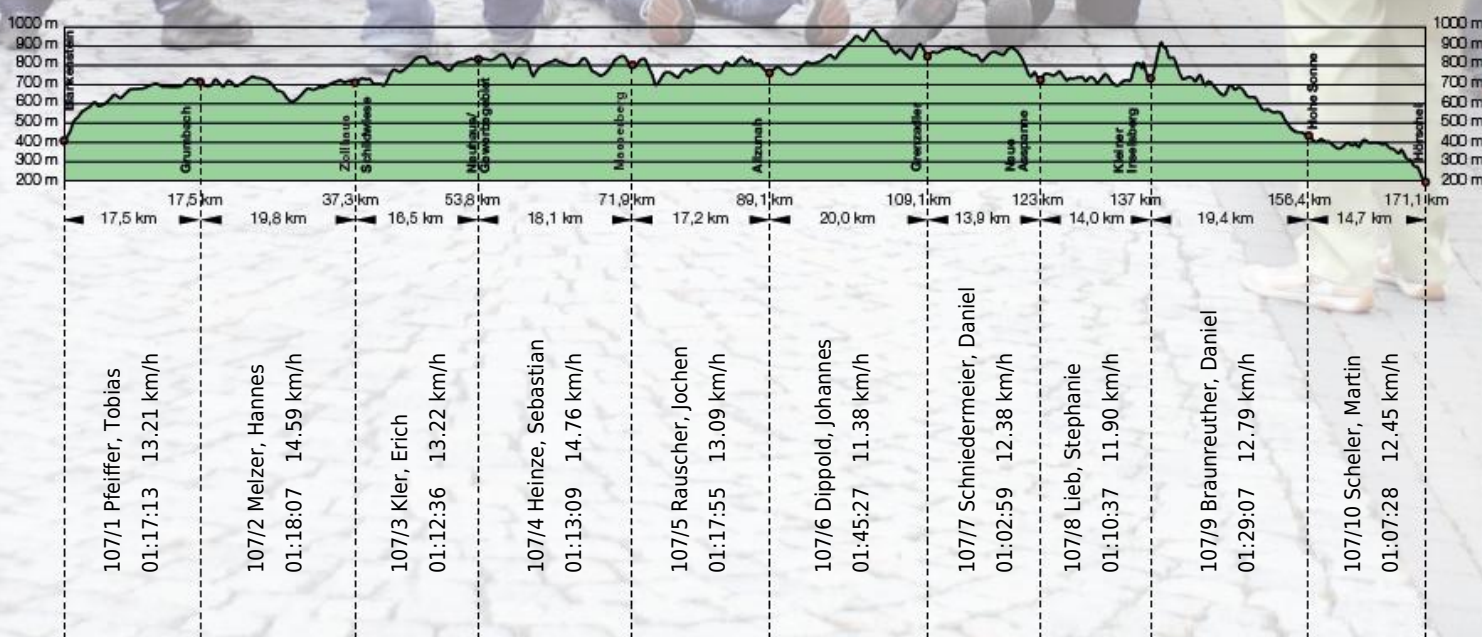 1000 m
900 m
800 m
700 m
600 m
500 m
400 m
300 m
200 m
1000 m
900 m
800 m
700 m
600 m
500 m
400 m
300 m
200 m
Blankenstein
Grumbach
Zollhaus
Schildwiese
Neuhaus/
Masserberg
Allzunah
Grenzadler
Neue
Ausspanne
Kleiner
Inselsberg
Hohe Sonne
Hörschel
17,5 km
37,3 km
53,8 km
71,9 km
89,1 km
109,1 km
123 km
137 km
156,4 km
171,1 km
17,5 km
19,8 km
16,5 km
18,1 km
17,2 km
20,0 km
13,9 km
14,0 km
19,4 km
14,7 km
107/1 Pfeiffer, Tobias
01:17:13 13.21 km/h
107/2 Melzer, Hannes
01:18:07 14.59 km/h
107/3 Kler, Erich
01:12:36 13.22 km/h
107/4 Heinze, Sebastian
01:13:09 14.76 km/h
107/5 Rauscher, Jochen
01:17:55 13.09 km/h
107/6 Dippold, Johannes
01:45:27 11.38 km/h
107/7 Schniedermeier, Daniel
01:02:59 12.38 km/h
107/8 Lieb, Stephanie
01:10:37 11.90 km/h
107/9 Braunreuther, Daniel
01:29:07 12.79 km/h
107/10 Scheler, Martin
01:07:28 12.45 km/h